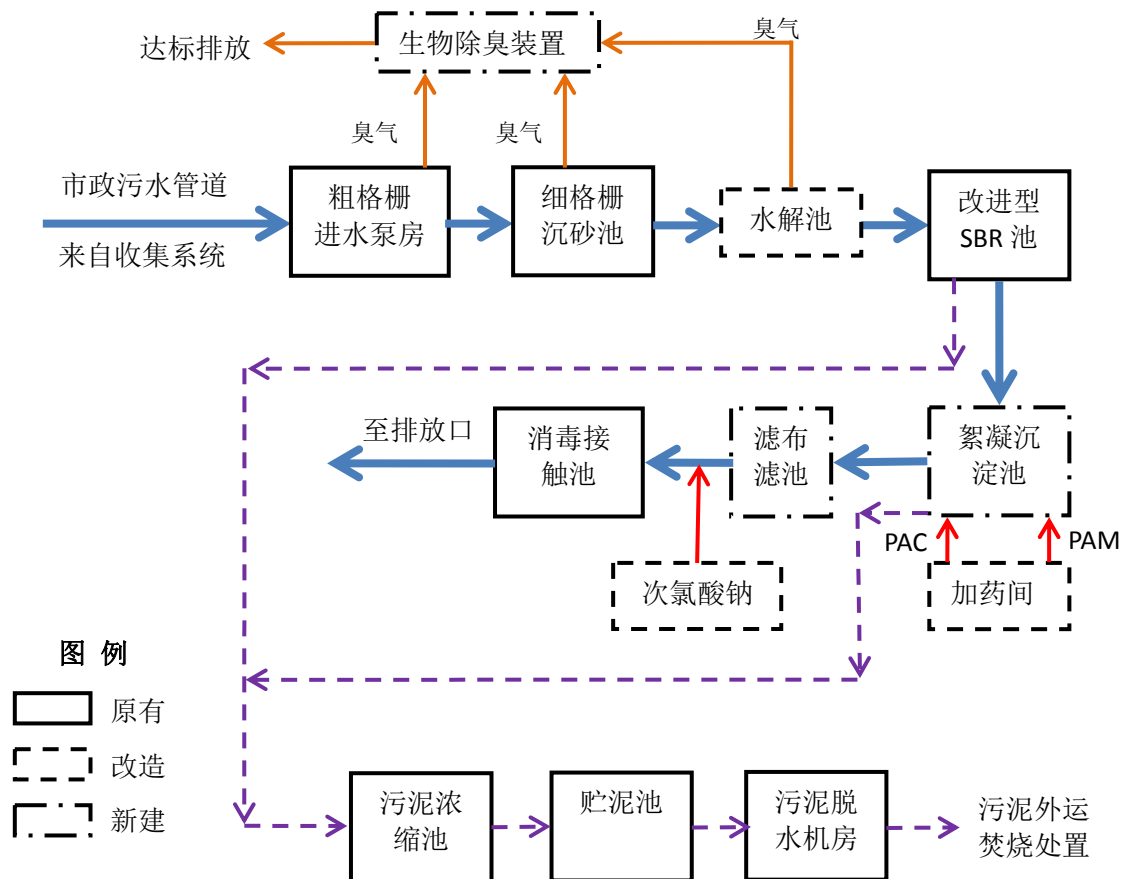 达标排放
生物除臭装置
臭气
臭气
臭气
市政污水管道
来自收集系统
粗格栅
进水泵房
细格栅
沉砂池
水解池
改进型
SBR 池
至排放口
消毒接
触池
滤布
滤池
絮凝沉
淀池
PAC
PAM
次氯酸钠
加药间
图 例
原有
改造
新建
污泥浓
缩池
贮泥池
污泥脱
水机房
污泥外运
焚烧处置